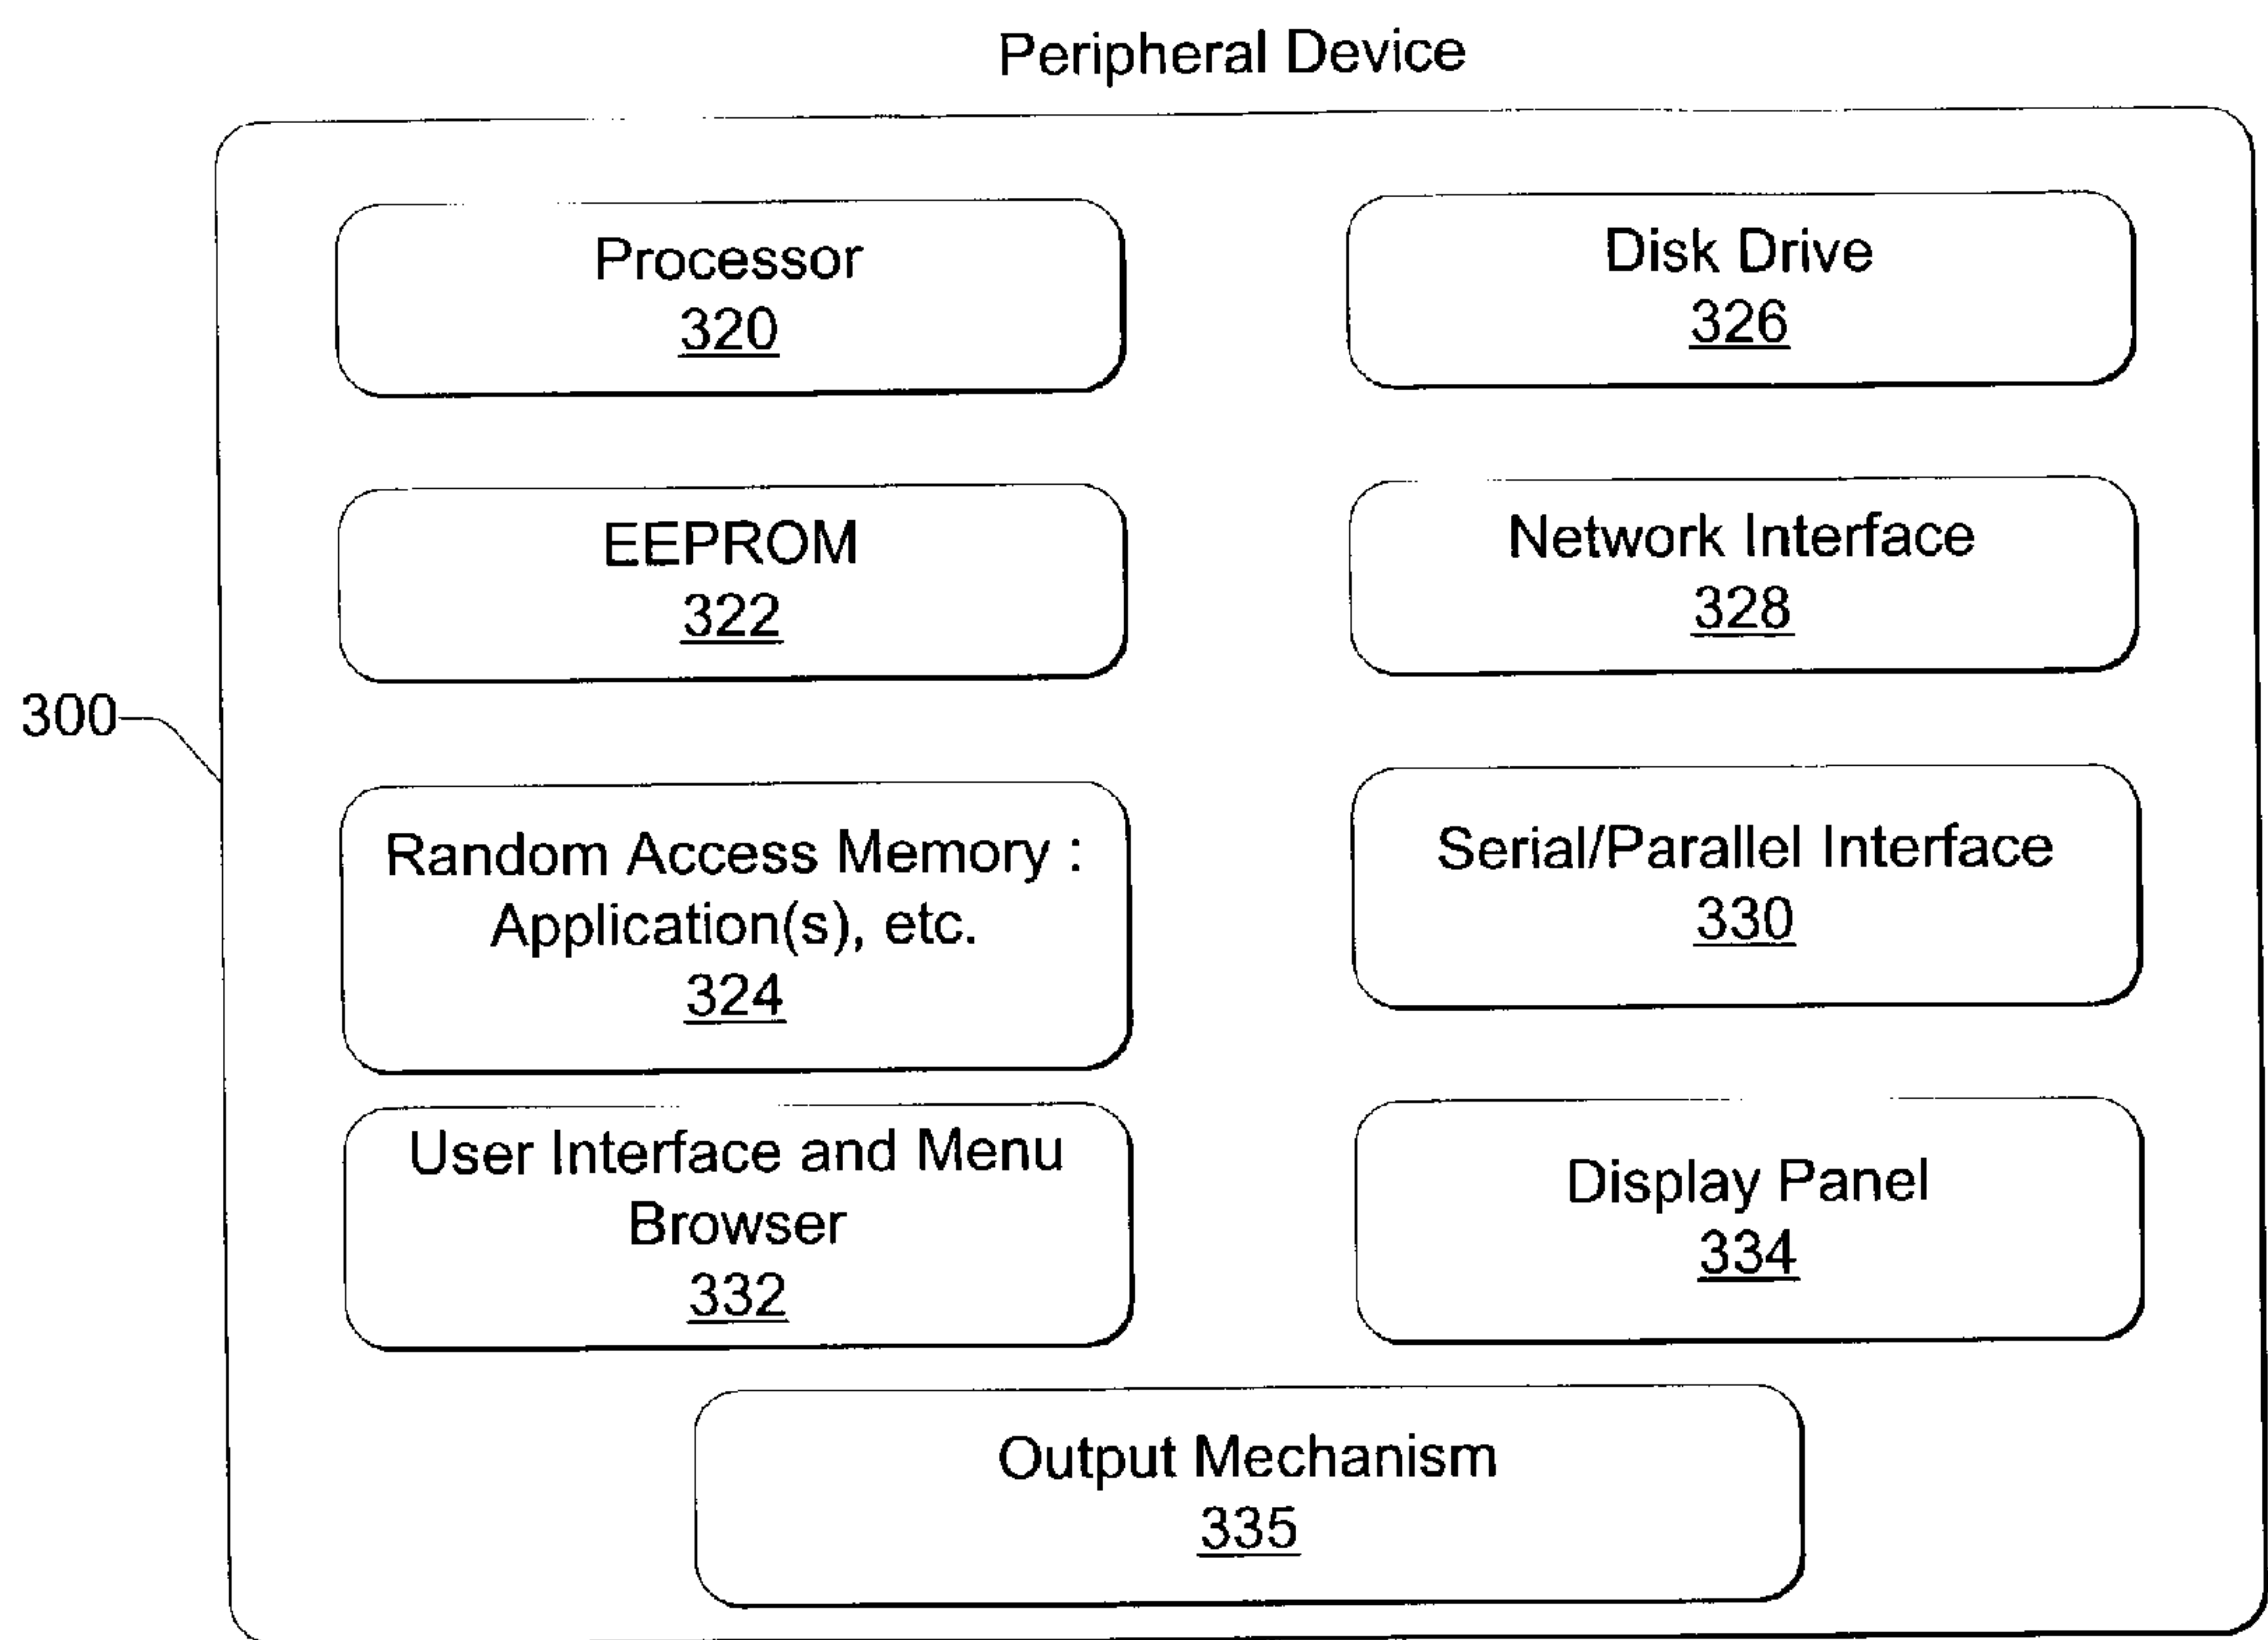 Peripheral Device
Processor
320
Disk Drive
326
EEPROM
322
Network Interface
328
300
Random Access Memory :
Application(s), etc.
324
Serial/Parallel Interface
330
User Interface and Menu
Browser
332
Display Panel
334
Output Mechanism
335